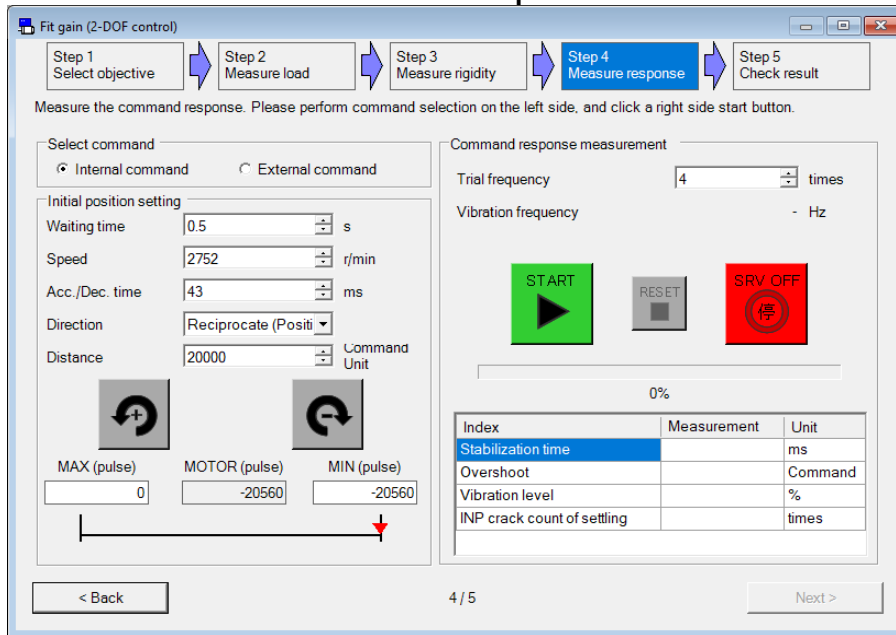 Fit gain (2-DOF control)
Step 1
Select objective
Step 2
Measure load
Step 3
Measure rigidity
Step 4
Measure response
Step 5
Check result
Measure the command response. Please perform command selection on the left side, and click a right side start button.
Select command
Internal command
External command
Initial position setting
Waiting time 0.5 s
Speed 2752 r/min
Acc./Dec. time 43 ms
Direction Reciprocate (Positi
Distance 20000 Command Unit
+
-
MAX (pulse) MOTOR (pulse) MIN (pulse)
0 -20560 -20560
Command response measurement
Trial frequency 4 times
Vibration frequency - Hz
START
RESET
SRV OFF
停
0%
Index Measurement Unit
Stabilization time ms
Overshoot Command
Vibration level %
INP crack count of settling times
< Back
4 / 5
Next >